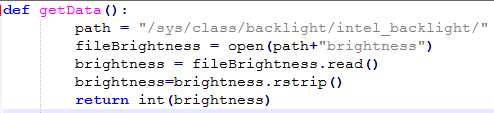 def getData():
        path = "/sys/class/backlight/intel_backlight/"
        fileBrightness = open(path+"brightness")
        brightness = fileBrightness.read()
        brightness=brightness.rstrip()
        return int(brightness)